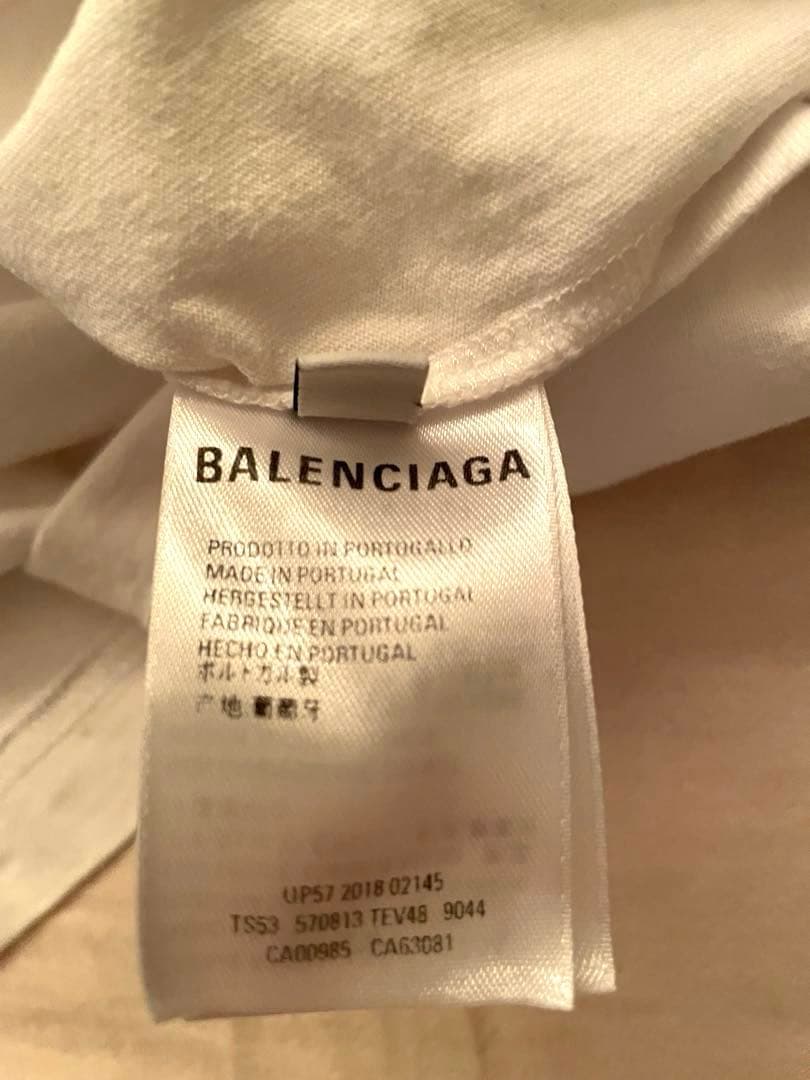 BALENCIAGA
PRODOTTO IN PORTOGALLO
MADE IN PORTUGAL
HERGESTELLT IN PORTUGAL
FABRIQUE EN PORTUGAL
HECHO EN PORTUGAL
ポルトガル製
产地 葡萄牙
UP57 2018 02145
TS53 570813 TEV48 9044
CA00985 CA63081